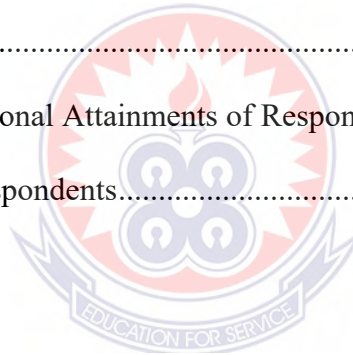 ....................................
onal Attainments of Respon
spondents........................
EDUCATION FOR SERVICE